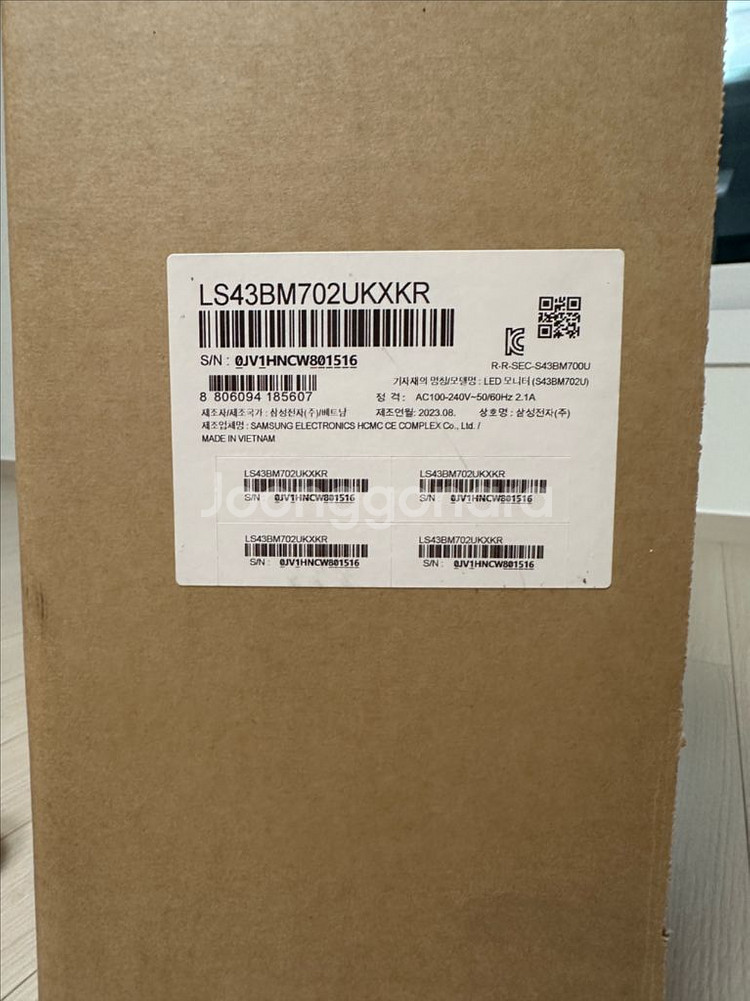 LS43BM702UKXKR
S/N : 0JV1HNCW801516
R-R-SEC-S43BM700U
8 806094 185607
기자재의 명칭/모델명 : LED 모니터 (S43BM702U)
정 격 : AC100-240V~50/60Hz 2.1A
제조자/제조국가 : 삼성전자(주)/베트남
제조연월: 2023.08.
상호명 : 삼성전자(주)
제조업체명 : SAMSUNG ELECTRONICS HCMC CE COMPLEX Co., Ltd. /
MADE IN VIETNAM
LS43BM702UKXKR
S/N : 0JV1HNCW801516
LS43BM702UKXKR
S/N : 0JV1HNCW801516
Joonggonara
LS43BM702UKXKR
S/N : 0JV1HNCW801516
LS43BM702UKXKR
S/N : 0JV1HNCW801516